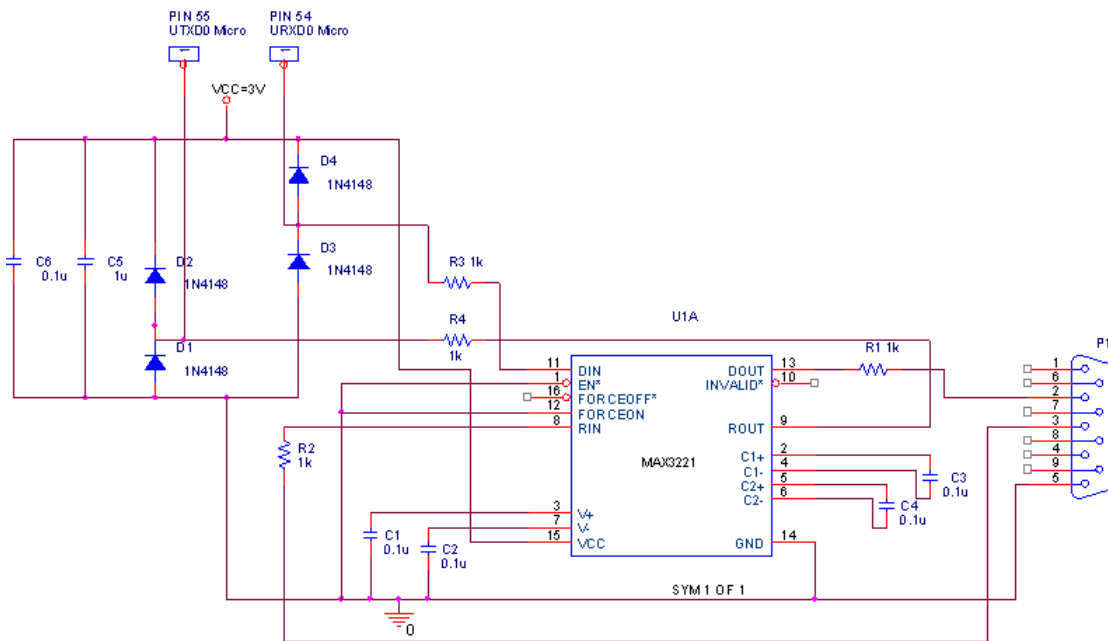 PIN 55
UTXD0 Micro
PIN 54
URXD0 Micro
1
1
VCC=3V
D4
1N4148
D3
1N4148
C6
0.1u
C5
1u
D2
1N4148
D1
1N4148
R3 1k
R4
1k
U1A
R1 1k
P1
11
DIN
1
EN*
16
FORCEOFF*
12
FORCEON
8
RIN
DOUT
13
INVALID*
10
ROUT
9
MAX3221
C1+
2
C1-
4
C2+
5
C2-
6
C3
0.1u
C4
0.1u
R2
1k
3
V+
7
V-
15
VCC
GND
14
C1
0.1u
C2
0.1u
SYM 1 OF 1
0
1
6
2
7
3
8
4
9
5